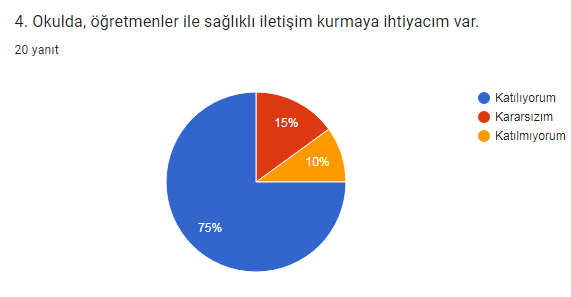 4. Okulda, öğretmenler ile sağlıklı iletişim kurmaya ihtiyacım var.
20 yanıt
Katılıyorum
Kararsızım
Katılmıyorum
15%
10%
75%